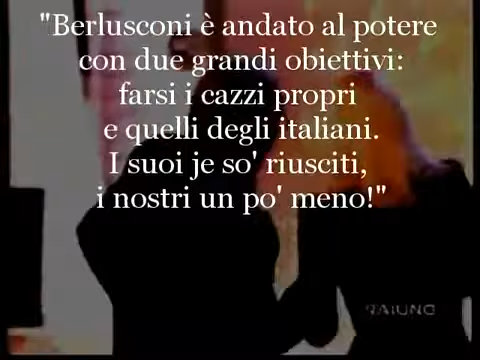 "Berlusconi è andato al potere
con due grandi obiettivi:
farsi i cazzi propri
e quelli degli italiani.
I suoi je so' riusciti,
i nostri un po' meno!"
RAIUNO